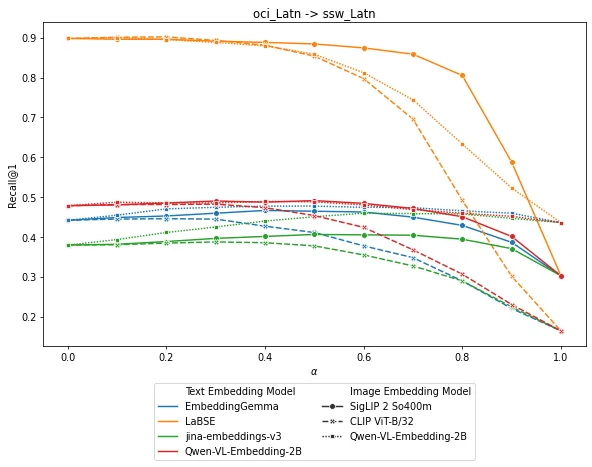 oci_Latn -> ssw_Latn
0.9
0.8
0.7
0.6
0.5
0.4
0.3
0.2
Recall@1
0.0 0.2 0.4 0.6 0.8 1.0
α
Text Embedding Model Image Embedding Model
EmbeddingGemma SigLIP 2 So400m
LaBSE CLIP ViT-B/32
jina-embeddings-v3 Qwen-VL-Embedding-2B
Qwen-VL-Embedding-2B